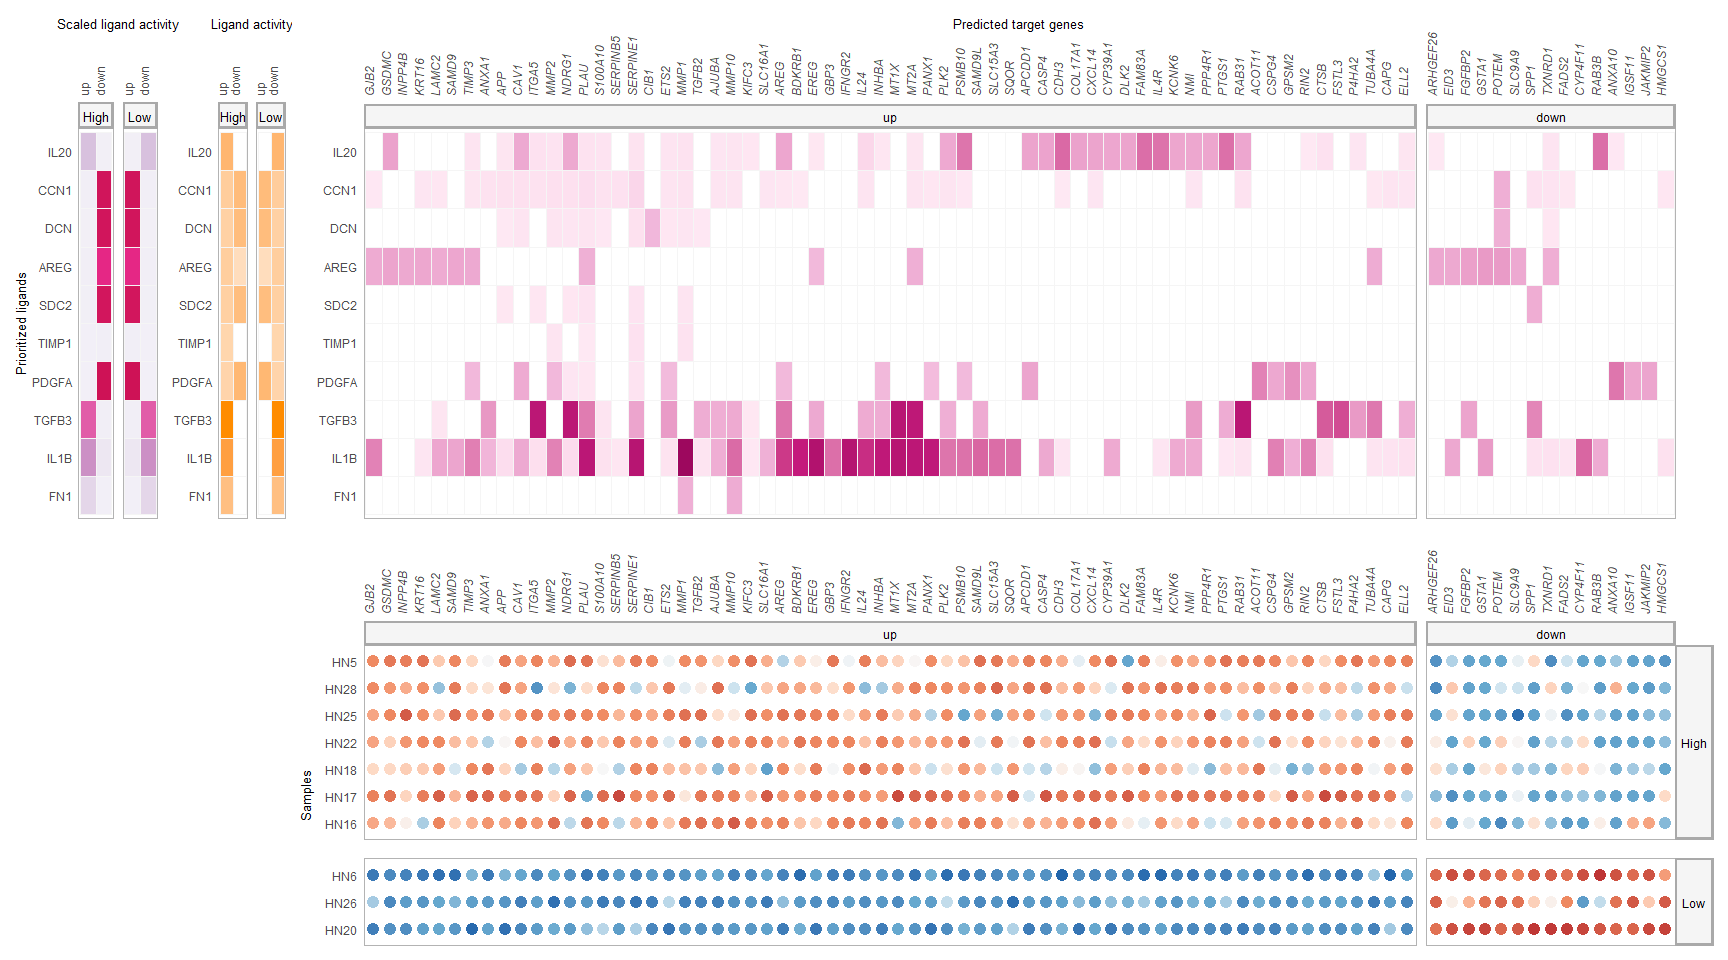 Scaled ligand activity
Ligand activity
Predicted target genes
up down up down up down up down
GJB2 GSDMC INPP4B KRT16 LAMC2 SAMD9 TIMP3 ANXA1 APP CAV1 ITGA5 MMP2 NDRG1 PLAU S100A10 SERPINB5 SERPINE1 CIB1 ETS2 MMP1 TGFB2 AJUBA MMP10 KIFC3 SLC16A1 AREG BDKRB1 EREG GBP3 IFNGR2 IL24 INHBA MT1X MT2A PANX1 PLK2 PSMB10 SAMD9L SLC15A3 SQOR APCDD1 CASP4 CDH3 COL17A1 CXCL14 CYP39A1 DLK2 FAM83A IL4R KCNK6 NMI PPP4R1 PTGS1 RAB31 ACOT11 CSPG4 GPSM2 RIN2 CTSB FSTL3 P4HA2 TUBA4A CAPG ELL2
ARHGEF26 EID3 FGFBP2 GSTA1 POTEM SLC9A9 SPP1 TXNRD1 FADS2 CYP4F11 RAB3B ANXA10 IGSF11 JAKMIP2 HMGCS1
High Low High Low up down
Prioritized ligands
IL20 IL20 IL20
CCN1 CCN1 CCN1
DCN DCN DCN
AREG AREG AREG
SDC2 SDC2 SDC2
TIMP1 TIMP1 TIMP1
PDGFA PDGFA PDGFA
TGFB3 TGFB3 TGFB3
IL1B IL1B IL1B
FN1 FN1 FN1
GJB2 GSDMC INPP4B KRT16 LAMC2 SAMD9 TIMP3 ANXA1 APP CAV1 ITGA5 MMP2 NDRG1 PLAU S100A10 SERPINB5 SERPINE1 CIB1 ETS2 MMP1 TGFB2 AJUBA MMP10 KIFC3 SLC16A1 AREG BDKRB1 EREG GBP3 IFNGR2 IL24 INHBA MT1X MT2A PANX1 PLK2 PSMB10 SAMD9L SLC15A3 SQOR APCDD1 CASP4 CDH3 COL17A1 CXCL14 CYP39A1 DLK2 FAM83A IL4R KCNK6 NMI PPP4R1 PTGS1 RAB31 ACOT11 CSPG4 GPSM2 RIN2 CTSB FSTL3 P4HA2 TUBA4A CAPG ELL2
ARHGEF26 EID3 FGFBP2 GSTA1 POTEM SLC9A9 SPP1 TXNRD1 FADS2 CYP4F11 RAB3B ANXA10 IGSF11 JAKMIP2 HMGCS1
up down
Samples
HN5
HN28
HN25
HN22
High
HN18
HN17
HN16
HN6
HN26
Low
HN20